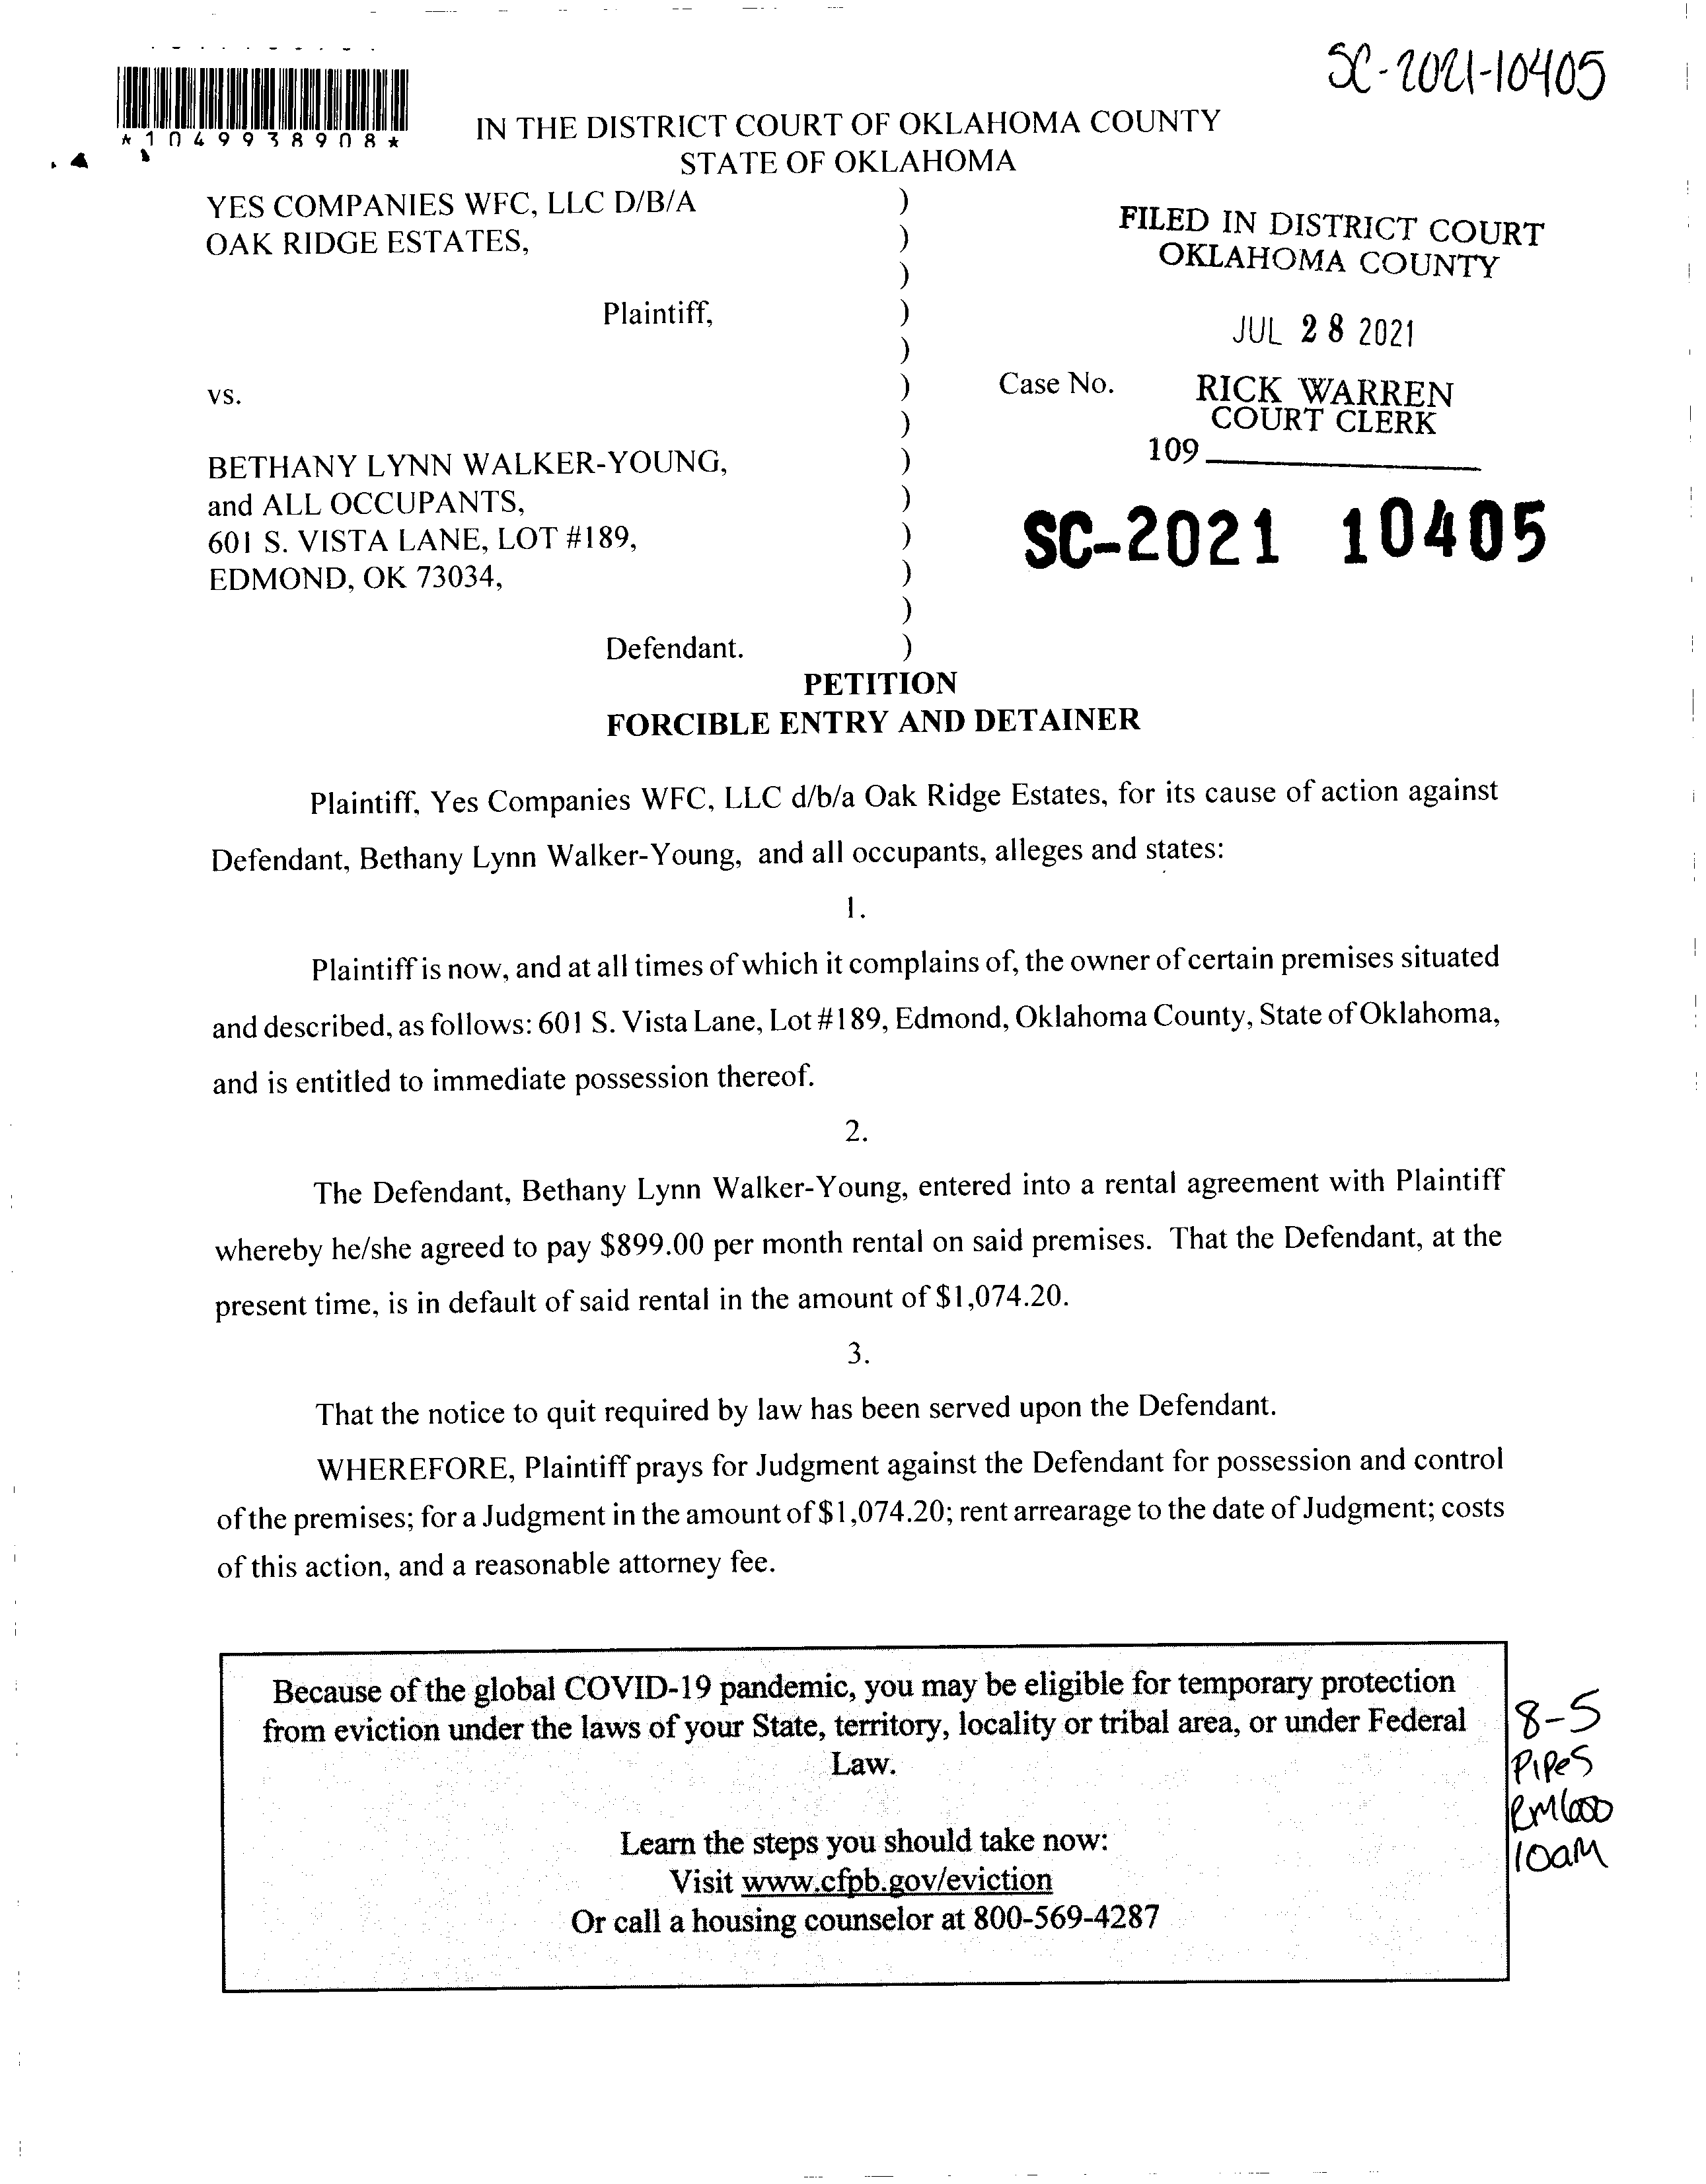 SC-2021-10405
*1049938908*
IN THE DISTRICT COURT OF OKLAHOMA COUNTY
STATE OF OKLAHOMA
YES COMPANIES WFC, LLC D/B/A )
OAK RIDGE ESTATES, )
)
Plaintiff, )
)
vs. )
)
BETHANY LYNN WALKER-YOUNG, )
and ALL OCCUPANTS, )
601 S. VISTA LANE, LOT #189, )
EDMOND, OK 73034, )
)
Defendant. )
FILED IN DISTRICT COURT
OKLAHOMA COUNTY
JUL 28 2021
Case No. RICK WARREN
COURT CLERK
109
SC-2021 10405
PETITION
FORCIBLE ENTRY AND DETAINER
Plaintiff, Yes Companies WFC, LLC d/b/a Oak Ridge Estates, for its cause of action against
Defendant, Bethany Lynn Walker-Young, and all occupants, alleges and states:
1.
Plaintiff is now, and at all times of which it complains of, the owner of certain premises situated
and described, as follows: 601 S. Vista Lane, Lot #189, Edmond, Oklahoma County, State of Oklahoma,
and is entitled to immediate possession thereof.
2.
The Defendant, Bethany Lynn Walker-Young, entered into a rental agreement with Plaintiff
whereby he/she agreed to pay $899.00 per month rental on said premises. That the Defendant, at the
present time, is in default of said rental in the amount of $1,074.20.
3.
That the notice to quit required by law has been served upon the Defendant.
WHEREFORE, Plaintiff prays for Judgment against the Defendant for possession and control
of the premises; for a Judgment in the amount of $1,074.20; rent arrearage to the date of Judgment; costs
of this action, and a reasonable attorney fee.
Because of the global COVID-19 pandemic, you may be eligible for temporary protection
from eviction under the laws of your State, territory, locality or tribal area, or under Federal
Law.
Learn the steps you should take now:
Visit www.cfpb.gov/eviction
Or call a housing counselor at 800-569-4287
8-5
Pipes
RM600
10am